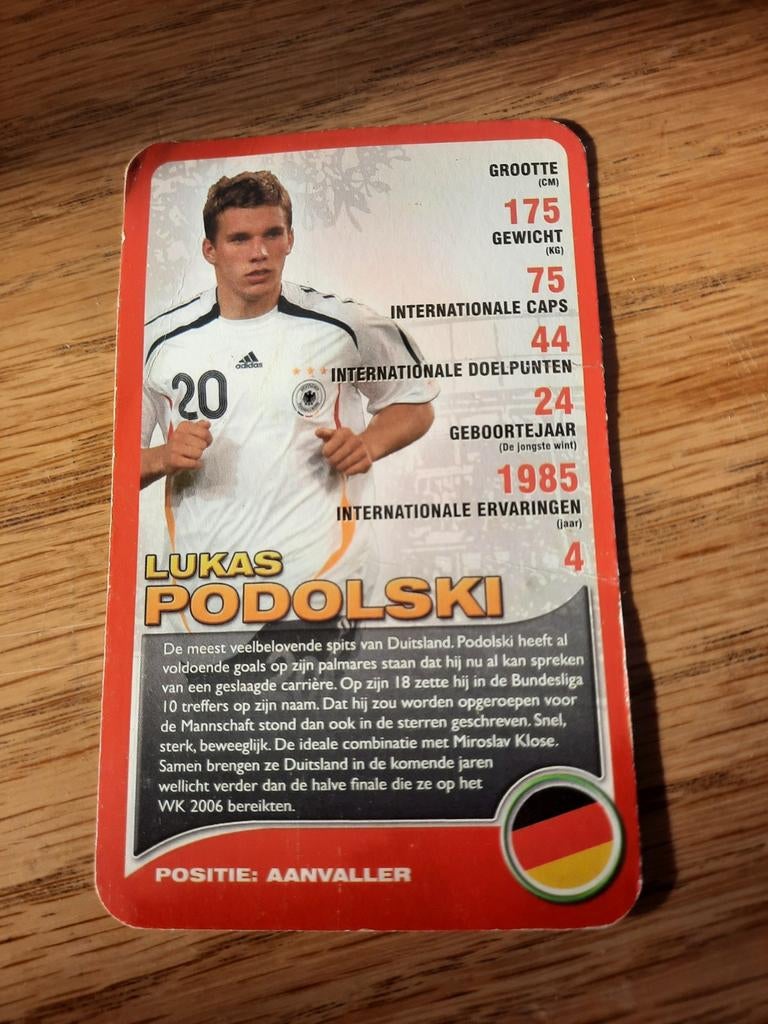 GROOTTE
(CM)
175
GEWICHT
(KG)
75
INTERNATIONALE CAPS
44
INTERNATIONALE DOELPUNTEN
24
GEBOORTEJAAR
(De jongste wint)
1985
INTERNATIONALE ERVARINGEN
(jaar)
4
adidas
20
LUKAS
PODOLSKI
De meest veelbelovende spits van Duitsland. Podolski heeft al
voldoende goals op zijn palmares staan dat hij nu al kan spreken
van een geslaagde carrière. Op zijn 18 zette hij in de Bundesliga
10 treffers op zijn naam. Dat hij zou worden opgeroepen voor
de Mannschaft stond dan ook in de sterren geschreven. Snel,
sterk, beweeglijk. De ideale combinatie met Miroslav Klose.
Samen brengen ze Duitsland in de komende jaren
wellicht verder dan de halve finale die ze op het
WK 2006 bereikten.
POSITIE: AANVALLER